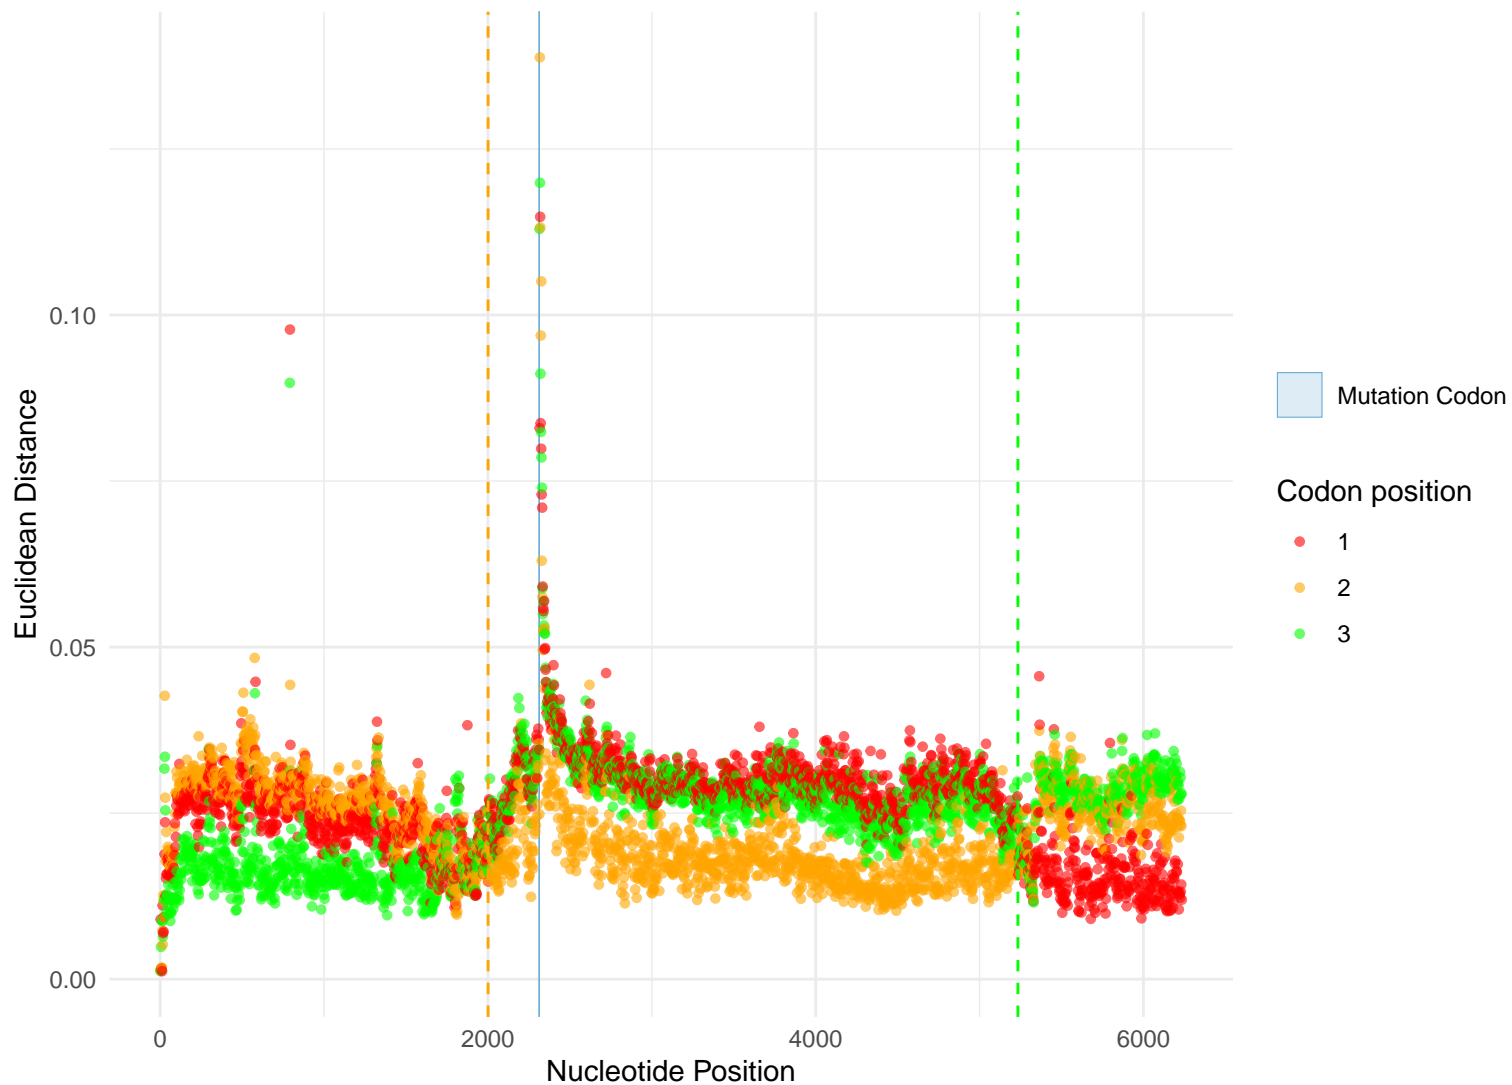 0.10
0.05
0.00
Euclidean Distance
0
2000
4000
6000
Nucleotide Position
Mutation Codon
Codon position
1
2
3